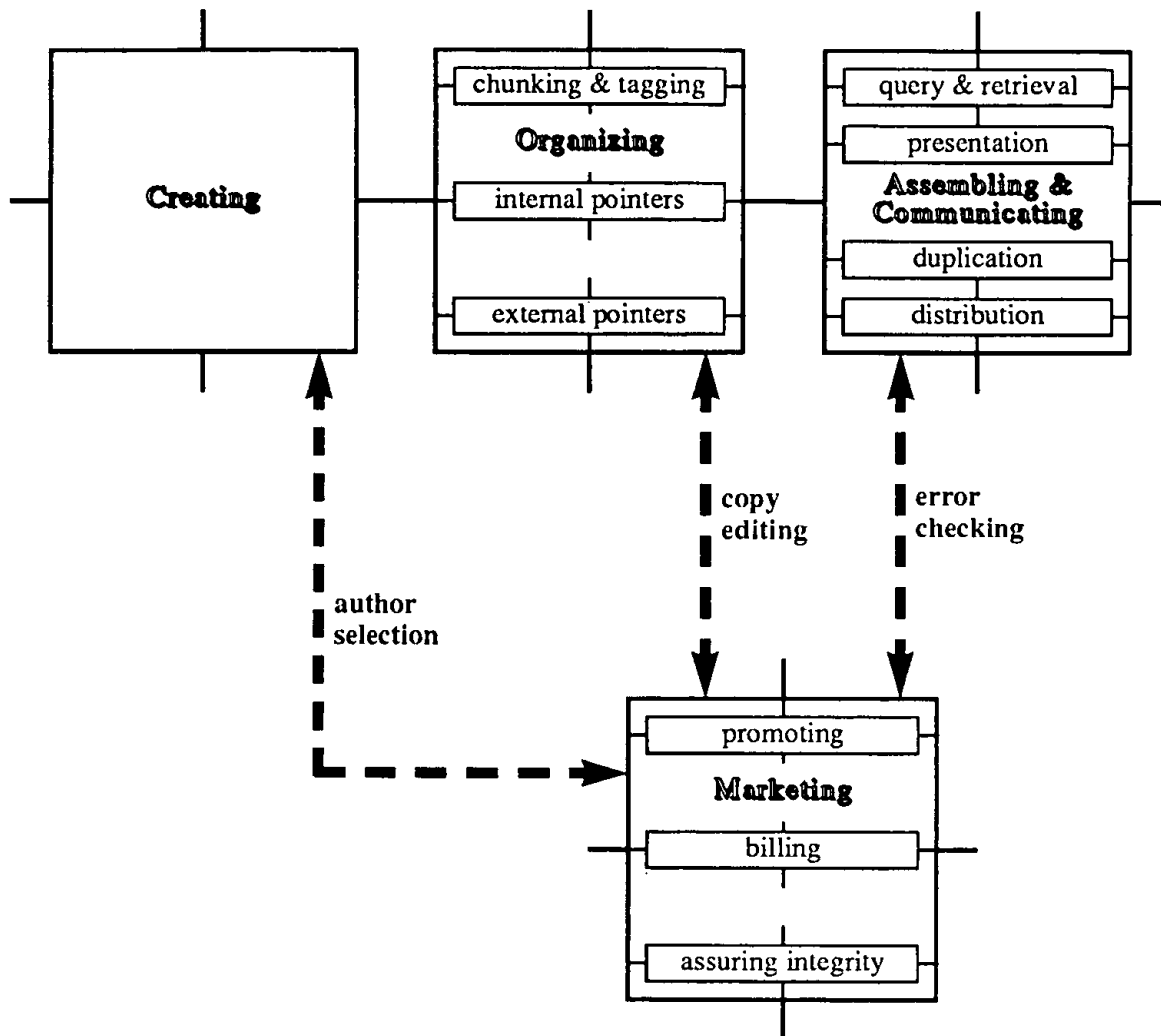 Creating
chunking & tagging
Organizing
internal pointers
external pointers
query & retrieval
presentation
Assembling &
Communicating
duplication
distribution
author
selection
copy
editing
error
checking
promoting
Marketing
billing
assuring integrity